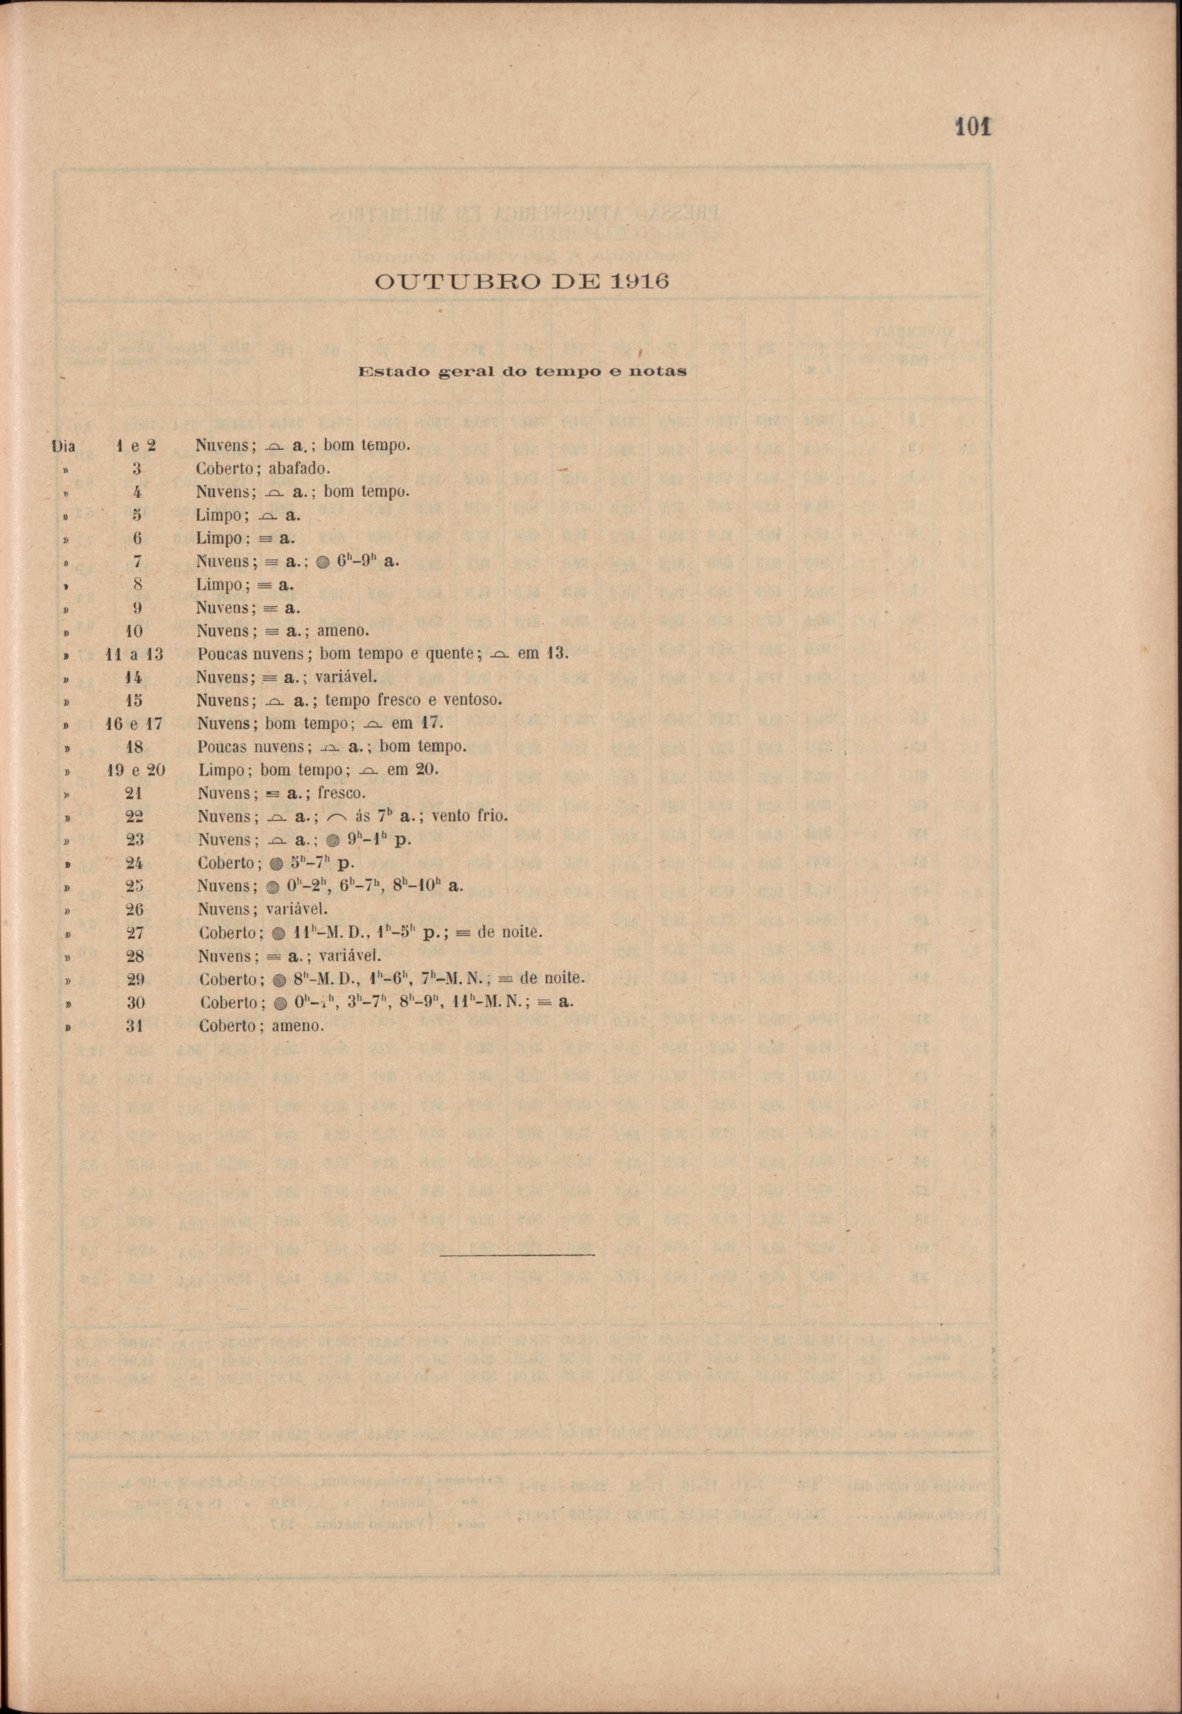 101
OUTUBRO DE 1916
Estado geral do tempo e notas
Dia 1 e 2 Nuvens; ⌓ a.; bom tempo.
» 3 Coberto; abafado.
» 4 Nuvens; ⌓ a.; bom tempo.
» 5 Limpo; ⌓ a.
» 6 Limpo; ≡ a.
» 7 Nuvens; ≡ a.; ● 6ʰ–9ʰ a.
» 8 Limpo; ≡ a.
» 9 Nuvens; ≡ a.
» 10 Nuvens; ≡ a.; ameno.
» 11 a 13 Poucas nuvens; bom tempo e quente; ⌓ em 13.
» 14 Nuvens; ≡ a.; variável.
» 15 Nuvens; ⌓ a.; tempo fresco e ventoso.
» 16 e 17 Nuvens; bom tempo; ⌓ em 17.
» 18 Poucas nuvens; ⌓ a.; bom tempo.
» 19 e 20 Limpo; bom tempo; ⌓ em 20.
» 21 Nuvens; ≡ a.; fresco.
» 22 Nuvens; ⌓ a.; ⌒ ás 7ʰ a.; vento frio.
» 23 Nuvens; ⌓ a.; ● 9ʰ–1ʰ p.
» 24 Coberto; ● 5ʰ–7ʰ p.
» 25 Nuvens; ● 0ʰ–2ʰ, 6ʰ–7ʰ, 8ʰ–10ʰ a.
» 26 Nuvens; variável.
» 27 Coberto; ● 11ʰ–M. D., 1ʰ–5ʰ p.; ≡ de noite.
» 28 Nuvens; ≡ a.; variável.
» 29 Coberto; ● 8ʰ–M. D., 1ʰ–6ʰ, 7ʰ–M. N.; ≡ de noite.
» 30 Coberto; ● 0ʰ– ʰ, 3ʰ–7ʰ, 8ʰ–9ʰ, 11ʰ–M. N.; ≡ a.
» 31 Coberto; ameno.